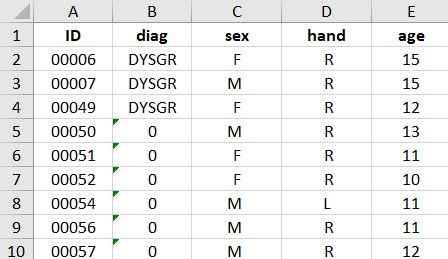 A B C D E
1 ID diag sex hand age
2 00006 DYSGR F R 15
3 00007 DYSGR M R 15
4 00049 DYSGR F R 12
5 00050 0 M R 13
6 00051 0 F R 11
7 00052 0 F R 10
8 00054 0 M L 11
9 00056 0 M R 11
10 00057 0 M R 12